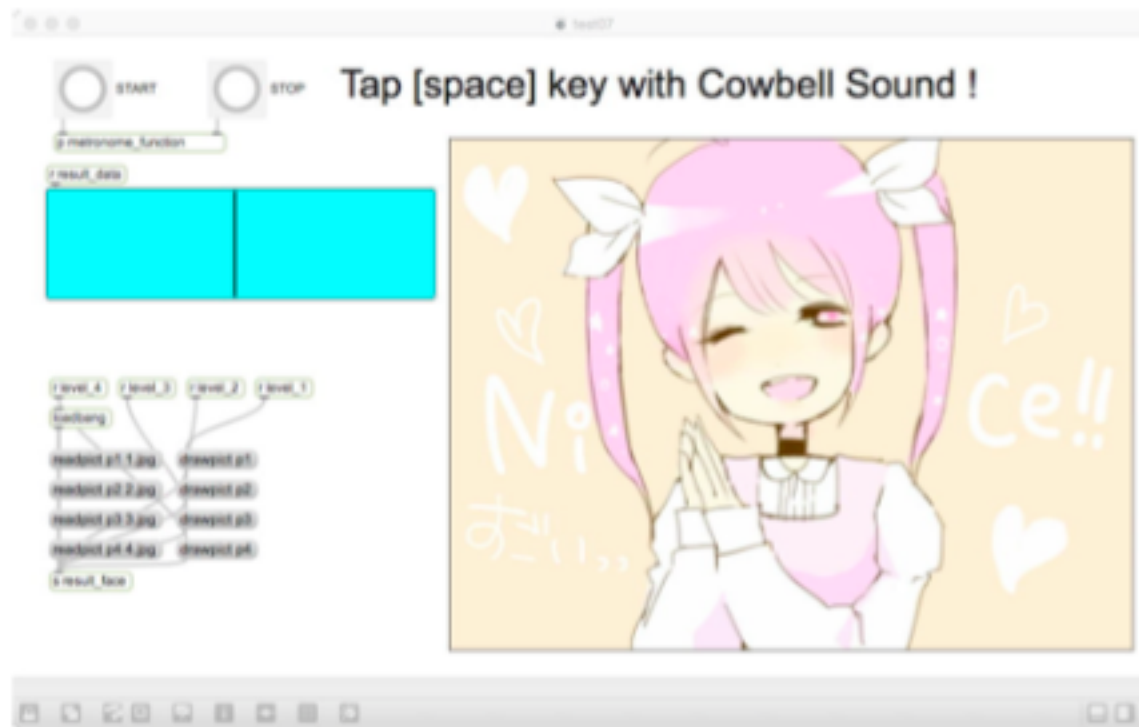 test07
START
STOP
Tap [space] key with Cowbell Sound !
p metronome_function
r result_data
r level_4
r level_3
r level_2
r level_1
loadbang
readpict p1 1.jpg
drawpict p1
readpict p2 2.jpg
drawpict p2
readpict p3 3.jpg
drawpict p3
readpict p4 4.jpg
drawpict p4
s result_face
Nice!!
すごい,,